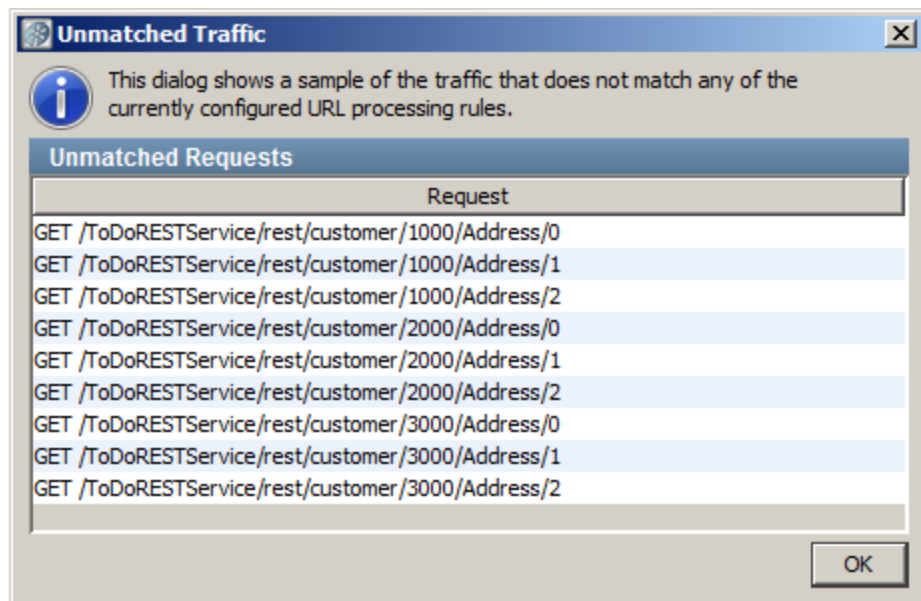 Unmatched Traffic
This dialog shows a sample of the traffic that does not match any of the
currently configured URL processing rules.
Unmatched Requests
Request
GET /ToDoRESTService/rest/customer/1000/Address/0
GET /ToDoRESTService/rest/customer/1000/Address/1
GET /ToDoRESTService/rest/customer/1000/Address/2
GET /ToDoRESTService/rest/customer/2000/Address/0
GET /ToDoRESTService/rest/customer/2000/Address/1
GET /ToDoRESTService/rest/customer/2000/Address/2
GET /ToDoRESTService/rest/customer/3000/Address/0
GET /ToDoRESTService/rest/customer/3000/Address/1
GET /ToDoRESTService/rest/customer/3000/Address/2
OK